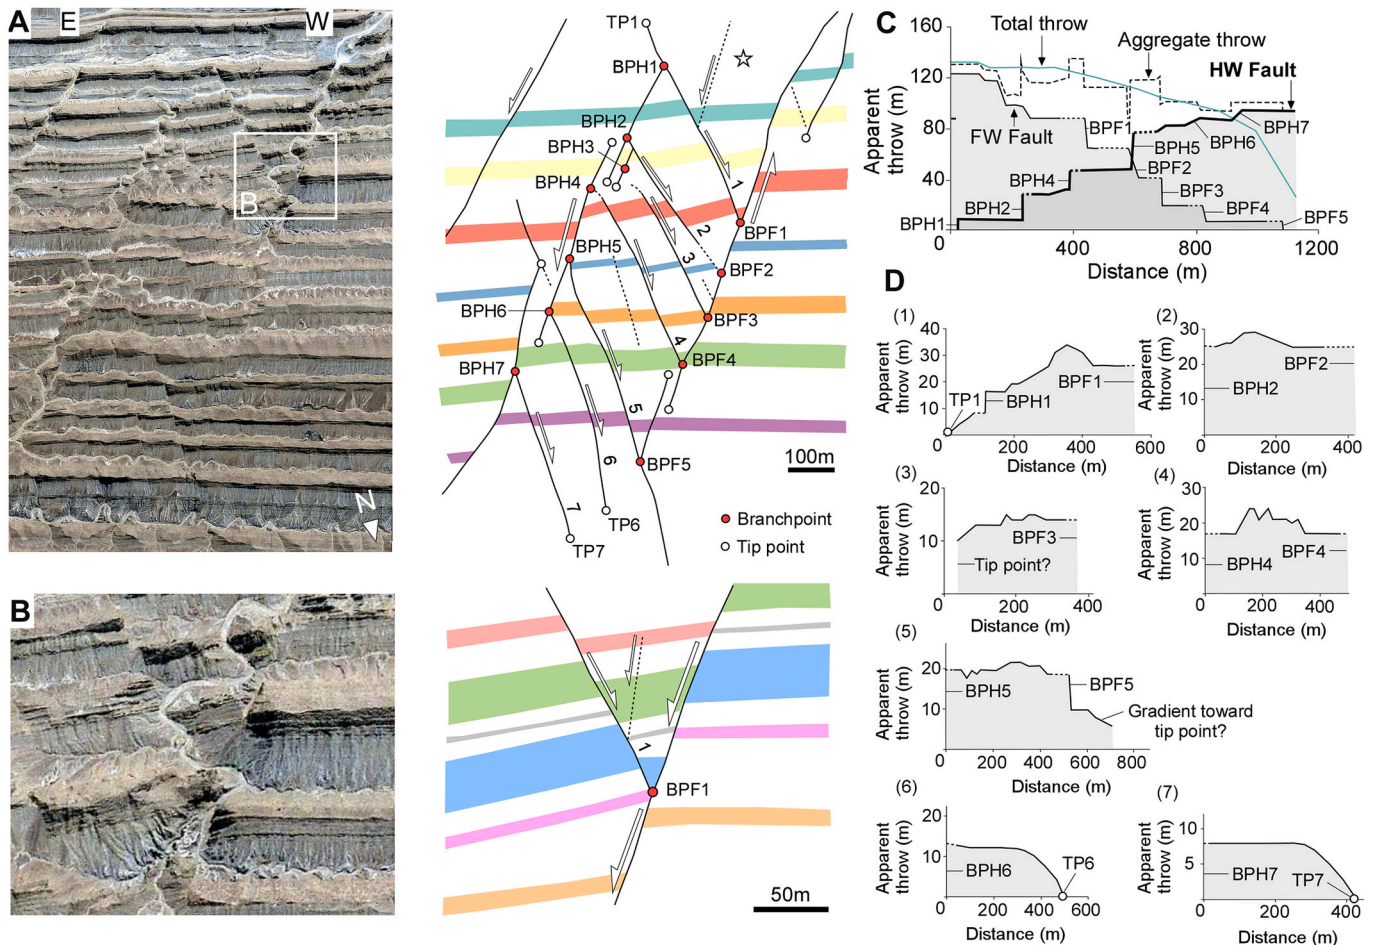 A
E
W
B
N
TP1
BPH1
BPH2
BPH3
BPH4
BPH5
BPH6
BPH7
1
2
3
4
5
6
7
BPF1
BPF2
BPF3
BPF4
BPF5
TP6
TP7
100m
Branchpoint
Tip point
B
1
BPF1
50m
C
Total throw
Aggregate throw
HW Fault
FW Fault
Apparent
throw (m)
160
120
80
40
0
BPH1
BPH2
BPH4
BPH5
BPH6
BPH7
BPF1
BPF2
BPF3
BPF4
BPF5
0
400
800
1200
Distance (m)
D
(1)
Apparent
throw (m)
40
30
20
10
TP1
BPH1
BPF1
0
200
400
600
Distance (m)
(2)
Apparent
throw (m)
30
20
10
BPH2
BPF2
0
200
400
Distance (m)
(3)
Apparent
throw (m)
20
10
BPF3
Tip point?
0
200
400
Distance (m)
(4)
Apparent
throw (m)
30
20
10
BPH4
BPF4
0
200
400
Distance (m)
(5)
Apparent
throw (m)
20
10
BPH5
BPF5
Gradient toward
tip point?
0
200
400
600
800
Distance (m)
(6)
Apparent
throw (m)
20
10
BPH6
TP6
0
200
400
600
Distance (m)
(7)
Apparent
throw (m)
10
5
BPH7
TP7
0
200
400
Distance (m)